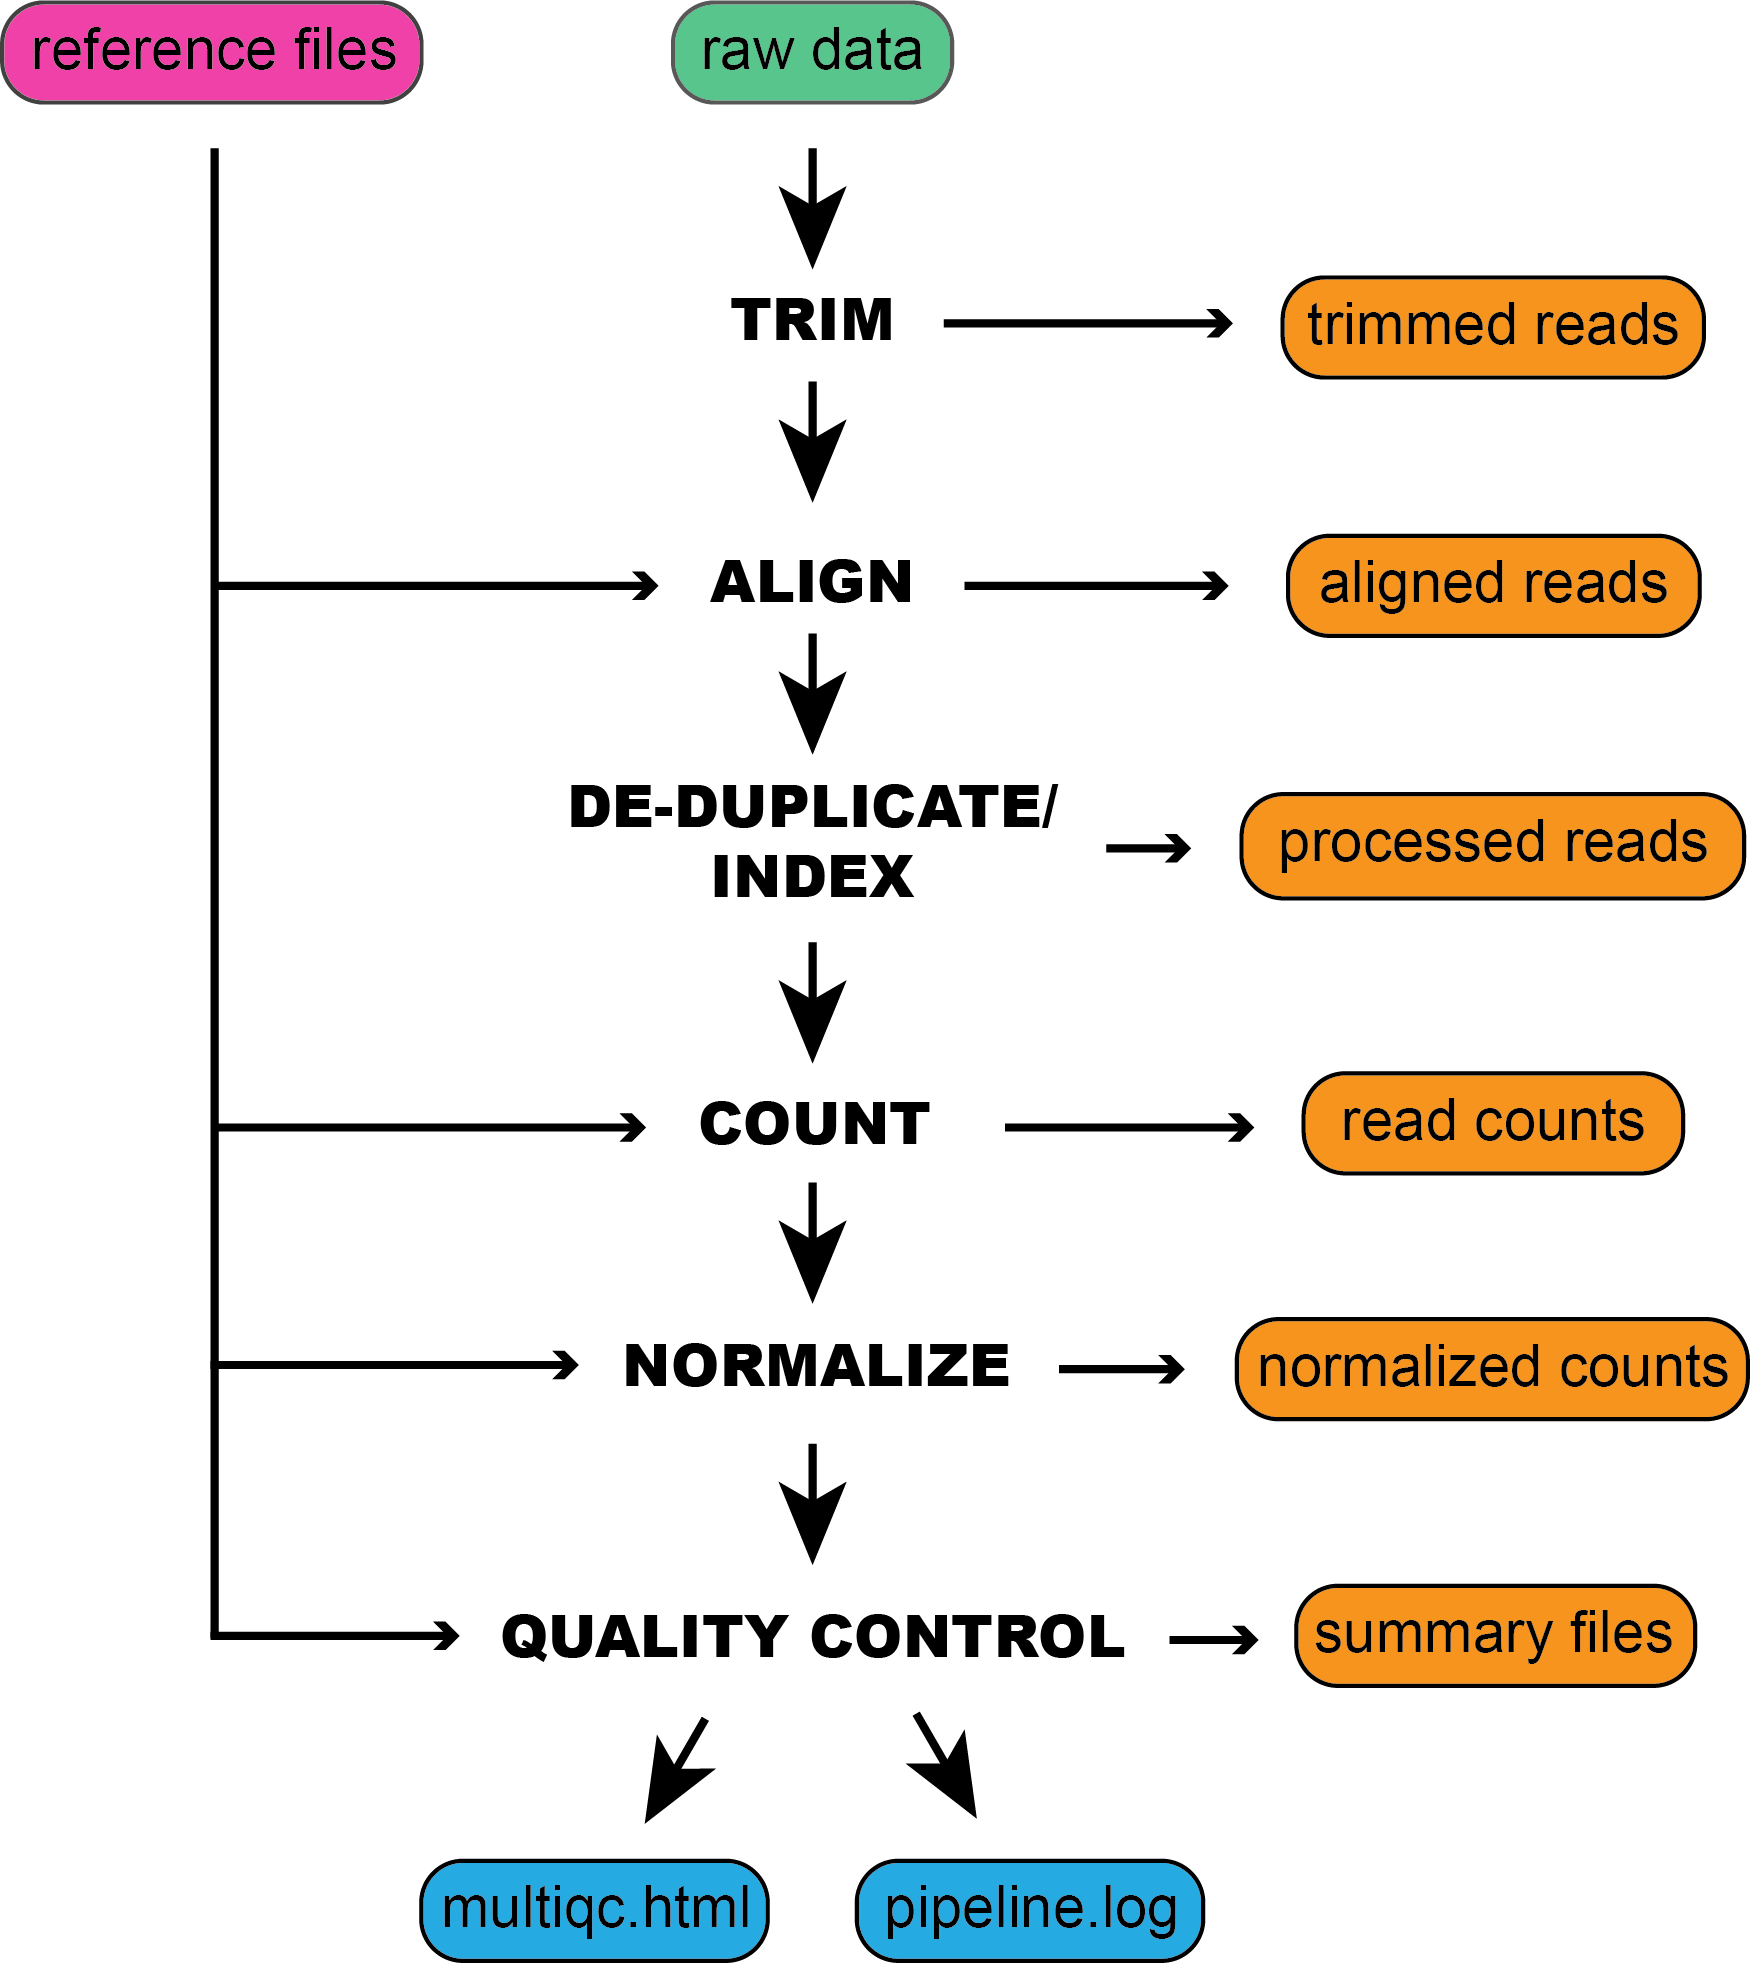 reference files
raw data
TRIM
trimmed reads
ALIGN
aligned reads
DE-DUPLICATE/
INDEX
processed reads
COUNT
read counts
NORMALIZE
normalized counts
QUALITY CONTROL
summary files
multiqc.html
pipeline.log